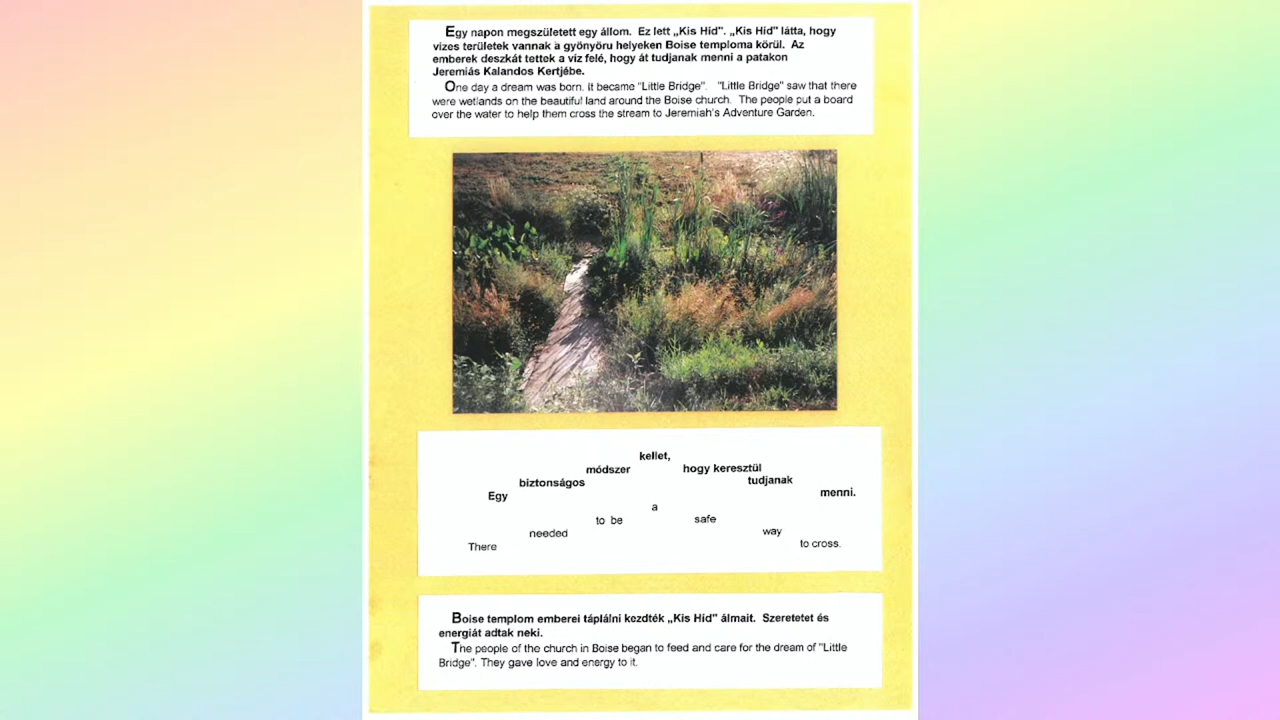 Egy napon megszületett egy állom. Ez lett „Kis Híd". „Kis Híd" látta, hogy
vizes területek vannak a gyönyöru helyeken Boise temploma körül. Az
emberek deszkát tettek a víz felé, hogy át tudjanak menni a patakon
Jeremiás Kalandos Kertjébe.
One day a dream was born. It became "Little Bridge". "Little Bridge" saw that there
were wetlands on the beautiful land around the Boise church. The people put a board
over the water to help them cross the stream to Jeremiah's Adventure Garden.
Egy biztonságos módszer kellet, hogy keresztül tudjanak menni.
There needed to be a safe way to cross.
Boise templom emberei táplálni kezdték „Kis Híd" álmait. Szeretetet és
energiát adtak neki.
The people of the church in Boise began to feed and care for the dream of "Little
Bridge". They gave love and energy to it.